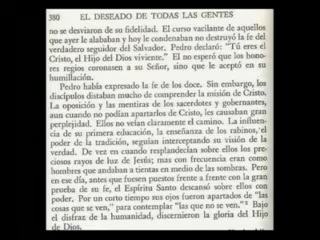 380 EL DESEADO DE TODAS LAS GENTES
no se desviaron de su fidelidad. El curso vacilante de aquellos
que ayer le alababan y hoy le condenaban no destruyó la fe del
verdadero seguidor del Salvador. Pedro declaró: "Tú eres el
Cristo, el Hijo del Dios viviente." El no esperó que los hono-
res regios coronasen a su Señor, sino que le aceptó en su
humillación.
Pedro había expresado la fe de los doce. Sin embargo, los
discípulos distaban mucho de comprender la misión de Cristo.
La oposición y las mentiras de los sacerdotes y gobernantes,
aun cuando no podían apartarlos de Cristo, les causaban gran
perplejidad. Ellos no veían claramente el camino. La influen-
cia de su primera educación, la enseñanza de los rabinos, el
poder de la tradición, seguían interceptando su visión de la
verdad. De vez en cuando resplandecían sobre ellos los pre-
ciosos rayos de luz de Jesús; mas con frecuencia eran como
hombres que andaban a tientas en medio de las sombras. Pero
en ese día, antes que fuesen puestos frente a frente con la gran
prueba de su fe, el Espíritu Santo descansó sobre ellos con
poder. Por un corto tiempo sus ojos fueron apartados de "las
cosas que se ven," para contemplar "las que no se ven." Bajo
el disfraz de la humanidad, discernieron la gloria del Hijo
de Dios.